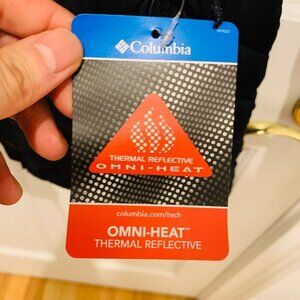 Columbia
THERMAL REFLECTIVE
OMNI-HEAT
columbia.com/tech
OMNI-HEAT™
THERMAL REFLECTIVE